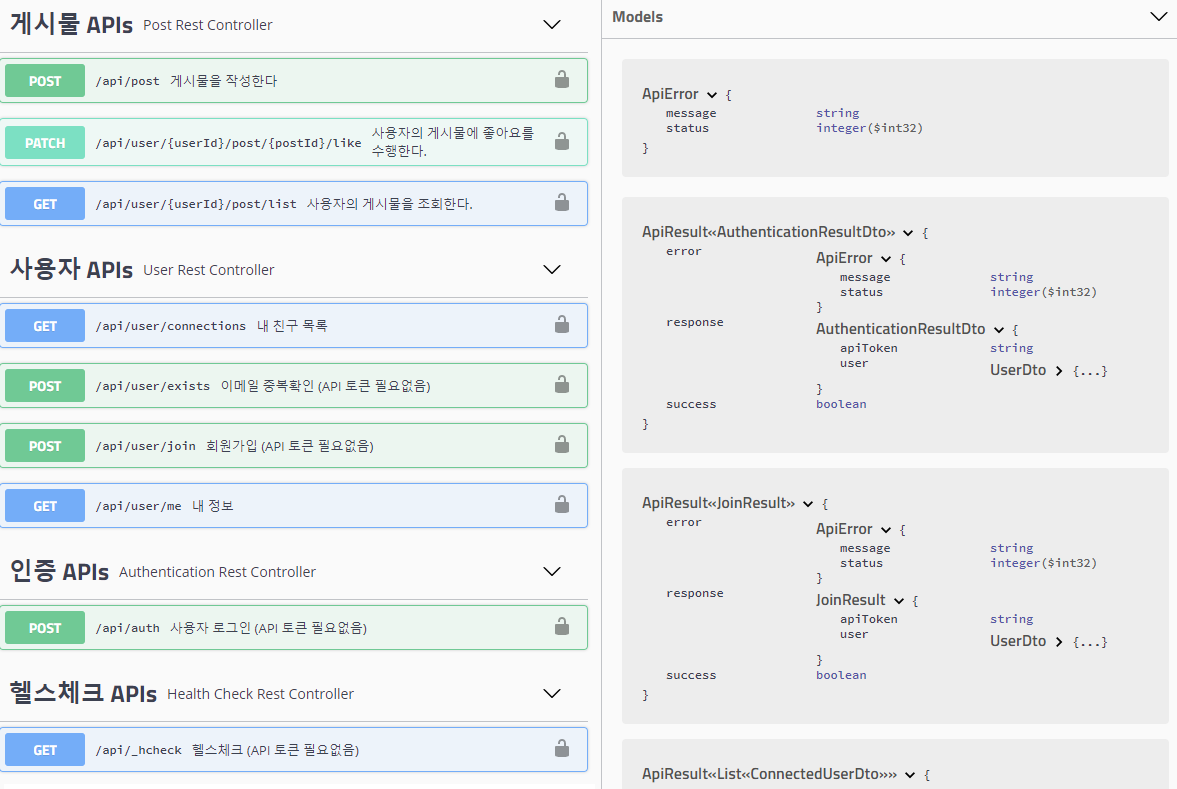 게시물 APIs Post Rest Controller
POST /api/post 게시물을 작성한다
PATCH /api/user/{userId}/post/{postId}/like 사용자의 게시물에 좋아요를
수행한다.
GET /api/user/{userId}/post/list 사용자의 게시물을 조회한다.
사용자 APIs User Rest Controller
GET /api/user/connections 내 친구 목록
POST /api/user/exists 이메일 중복확인 (API 토큰 필요없음)
POST /api/user/join 회원가입 (API 토큰 필요없음)
GET /api/user/me 내 정보
인증 APIs Authentication Rest Controller
POST /api/auth 사용자 로그인 (API 토큰 필요없음)
헬스체크 APIs Health Check Rest Controller
GET /api/_hcheck 헬스체크 (API 토큰 필요없음)
Models
ApiError {
message string
status integer($int32)
}
ApiResult«AuthenticationResultDto» {
error ApiError {
message string
status integer($int32)
}
response AuthenticationResultDto {
apiToken string
user UserDto {...}
}
success boolean
}
ApiResult«JoinResult» {
error ApiError {
message string
status integer($int32)
}
response JoinResult {
apiToken string
user UserDto {...}
}
success boolean
}
ApiResult«List«ConnectedUserDto»» {